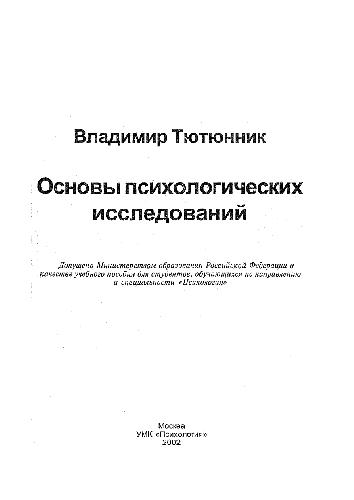 Владимир Тютюнник
Основы психологических
исследований
Допущено Министерством образования Российской Федерации в
качестве учебного пособия для студентов, обучающихся по направлению
и специальности «Психология»
Москва
УМК «Психология»
2002